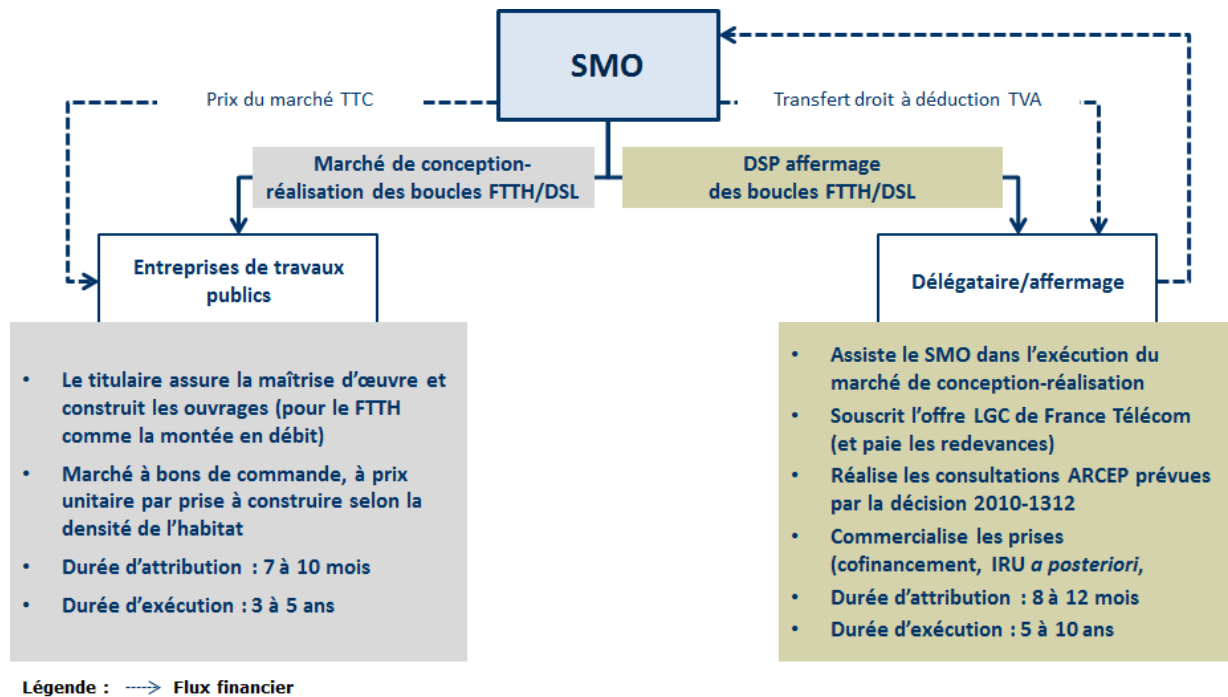 SMO
Prix du marché TTC
Transfert droit à déduction TVA
Marché de conception-
réalisation des boucles FTTH/DSL
DSP affermage
des boucles FTTH/DSL
Entreprises de travaux
publics
Délégataire/affermage
• Le titulaire assure la maîtrise d’œuvre et
construit les ouvrages (pour le FTTH
comme la montée en débit)
• Marché à bons de commande, à prix
unitaire par prise à construire selon la
densité de l’habitat
• Durée d’attribution : 7 à 10 mois
• Durée d’exécution : 3 à 5 ans
• Assiste le SMO dans l’exécution du
marché de conception-réalisation
• Souscrit l’offre LGC de France Télécom
(et paie les redevances)
• Réalise les consultations ARCEP prévues
par la décision 2010-1312
• Commercialise les prises
(cofinancement, IRU a posteriori,
• Durée d’attribution : 8 à 12 mois
• Durée d’exécution : 5 à 10 ans
Légende : Flux financier